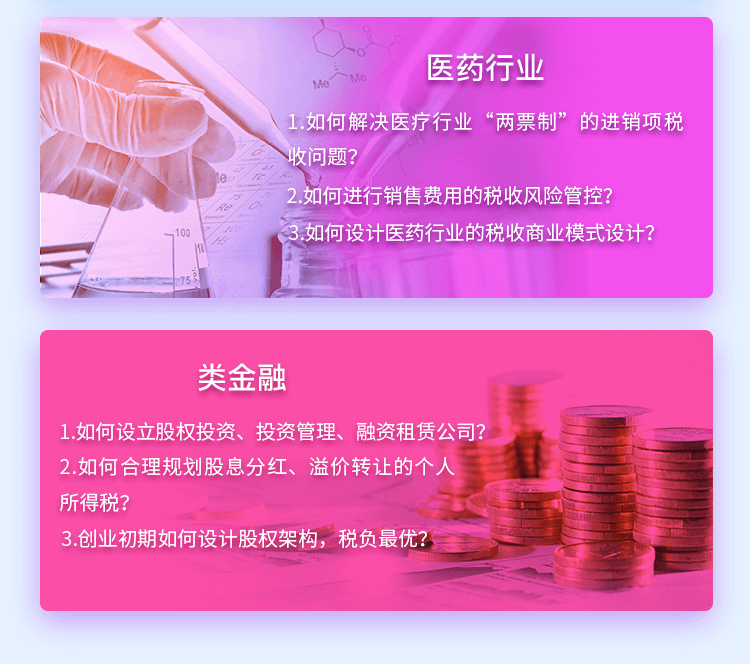 医药行业
1.如何解决医疗行业“两票制”的进销项税
收问题?
2.如何进行销售费用的税收风险管控?
3.如何设计医药行业的税收商业模式设计?
Me
Me
100
75
类金融
1.如何设立股权投资、投资管理、融资租赁公司?
2.如何合理规划股息分红、溢价转让的个人
所得税?
3.创业初期如何设计股权架构，税负最优?